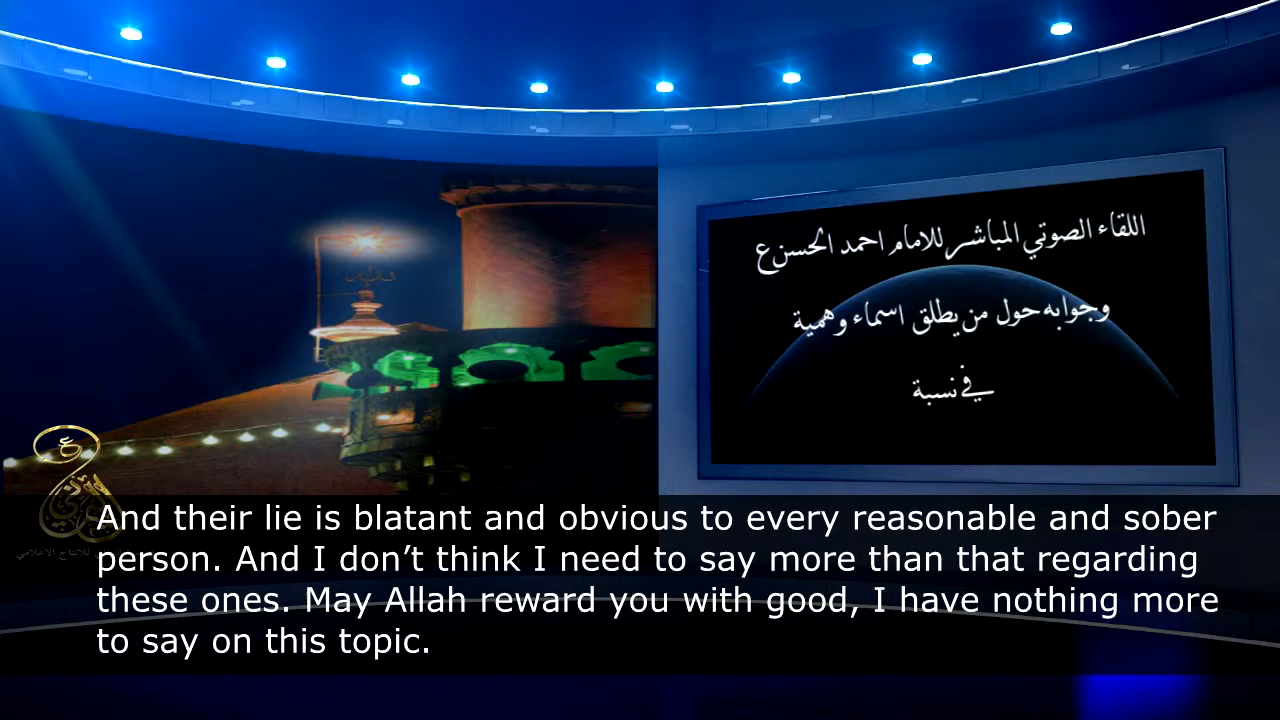 اللقاء الصوتي المباشر للامام احمد الحسن ع
وجوابه حول من يطلق اسماء وهمية
في نسبة
And their lie is blatant and obvious to every reasonable and sober
person. And I don’t think I need to say more than that regarding
these ones. May Allah reward you with good, I have nothing more
to say on this topic.